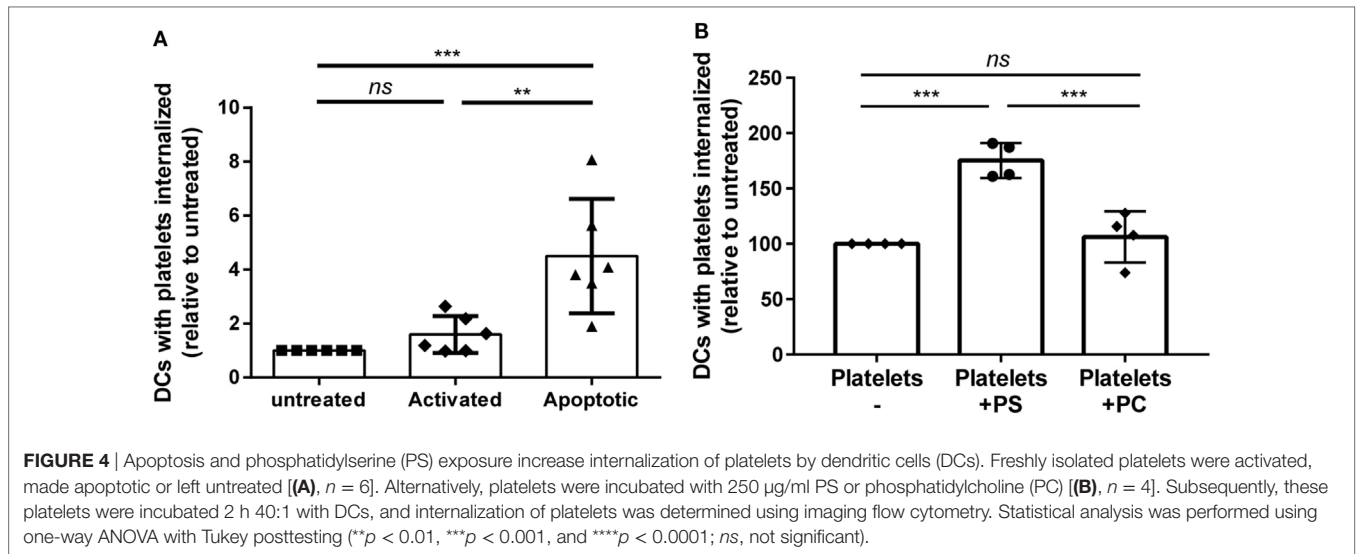 A
***
ns
**
DCs with platelets internalized
(relative to untreated)
10
8
6
4
2
0
untreated Activated Apoptotic
B
ns
*** ***
DCs with platelets internalized
(relative to untreated)
250
200
150
100
50
0
Platelets Platelets Platelets
- +PS +PC
FIGURE 4 | Apoptosis and phosphatidylserine (PS) exposure increase internalization of platelets by dendritic cells (DCs). Freshly isolated platelets were activated,
made apoptotic or left untreated [(A), n = 6]. Alternatively, platelets were incubated with 250 µg/ml PS or phosphatidylcholine (PC) [(B), n = 4]. Subsequently, these
platelets were incubated 2 h 40:1 with DCs, and internalization of platelets was determined using imaging flow cytometry. Statistical analysis was performed using
one-way ANOVA with Tukey posttesting (**p < 0.01, ***p < 0.001, and ****p < 0.0001; ns, not significant).